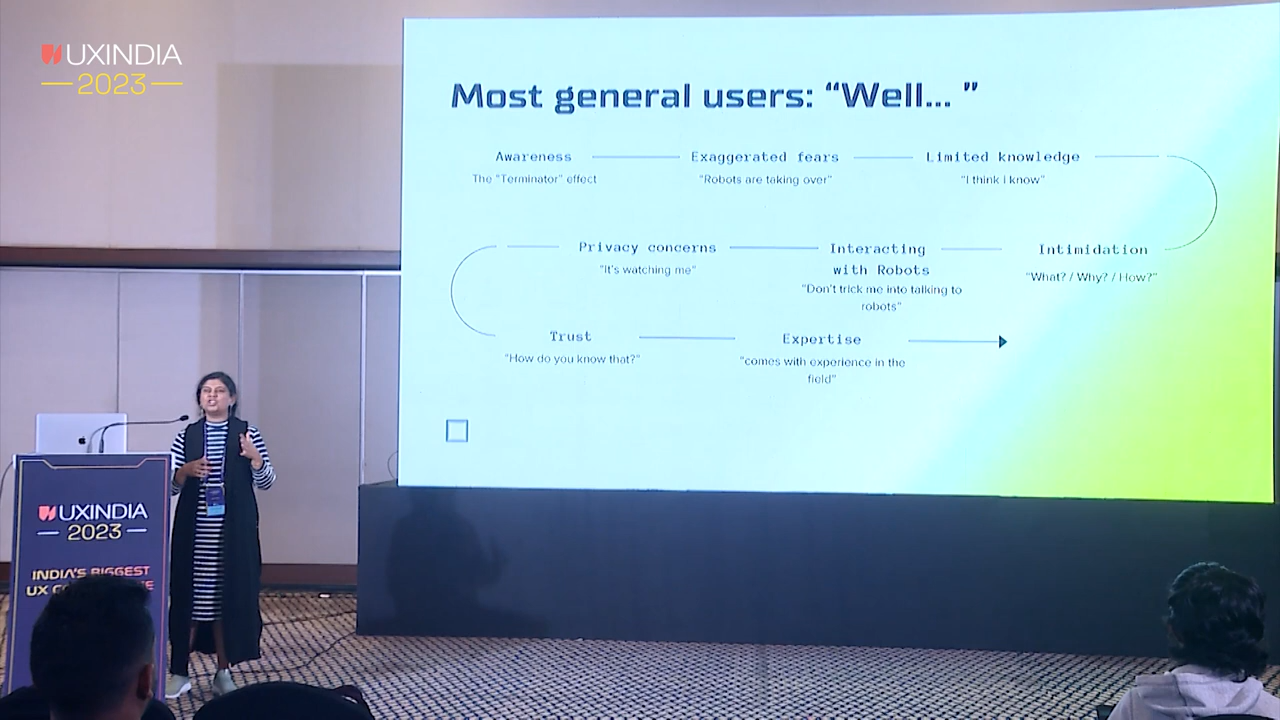 UXINDIA
2023
Most general users: “Well... ”
Awareness
The "Terminator" effect
Exaggerated fears
“Robots are taking over”
Limited knowledge
“I think I know”
Intimidation
“What? / Why? / How?”
Interacting
with Robots
“Don’t trick me into talking to
robots”
Privacy concerns
“It’s watching me”
Trust
“How do you know that?”
Expertise
“comes with experience in the
field”
UXINDIA
2023
INDIA'S BIGGEST
UX